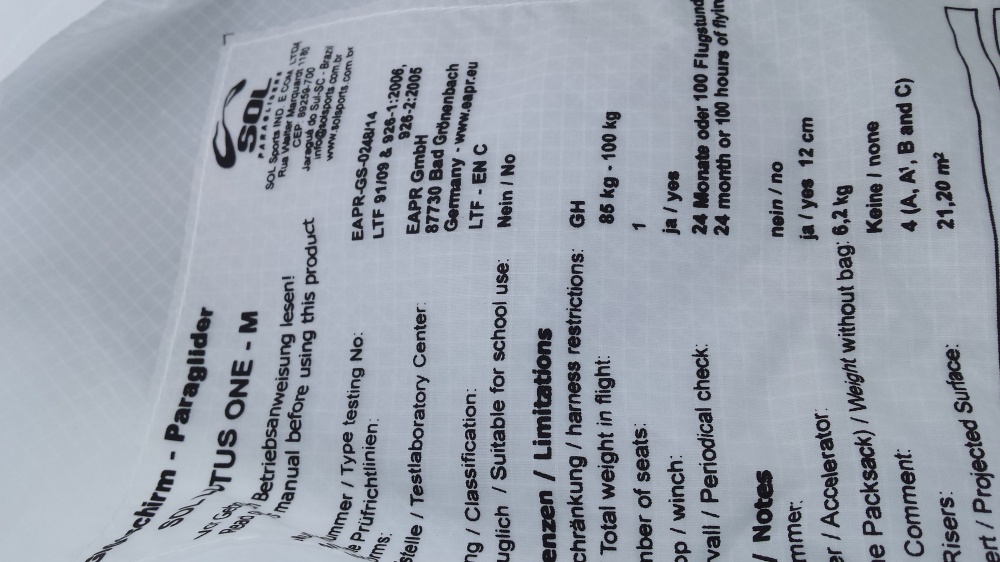 chirm - Paraglider
TUS ONE - M
Betriebsanweisung lesen!
manual before using this product
SOL
PARAGLIDERS
SOL Sports IND. E COM. LTDA
Rua Walter Marquardt 1180
CEP: 89259-700
Jaraguá do Sul-SC - Brazil
info@solsports.com.br
www.solsports.com.br
ummer / Type testing No: EAPR-GS-0248/14
e Prüfrichtlinien: LTF 91/09 & 926-1:2006,
rms: 926-2:2005
stelle / Testlaboratory Center: EAPR GmbH
87730 Bad Grönenbach
Germany - www.eapr.eu
ng / Classification: LTF - EN C
uglich / Suitable for school use: Nein / No
enzen / Limitations
chränkung / harness restrictions: GH
Total weight in flight: 85 kg - 100 kg
mber of seats: 1
op / winch: ja / yes
vall / Periodical check: 24 Monate oder 100 Flugstund
24 month or 100 hours of flyin
/ Notes
mmer: nein / no
er / Accelerator: ja / yes 12 cm
e Packsack) / Weight without bag: 6,2 kg
Comment: Keine / none
Risers: 4 (A, A¹, B and C)
ert / Projected Surface: 21,20 m²